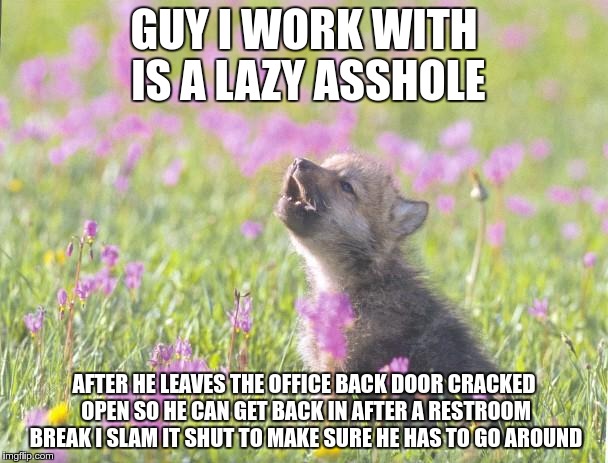 GUY I WORK WITH
IS A LAZY ASSHOLE
AFTER HE LEAVES THE OFFICE BACK DOOR CRACKED
OPEN SO HE CAN GET BACK IN AFTER A RESTROOM
BREAK I SLAM IT SHUT TO MAKE SURE HE HAS TO GO AROUND
imgflip.com